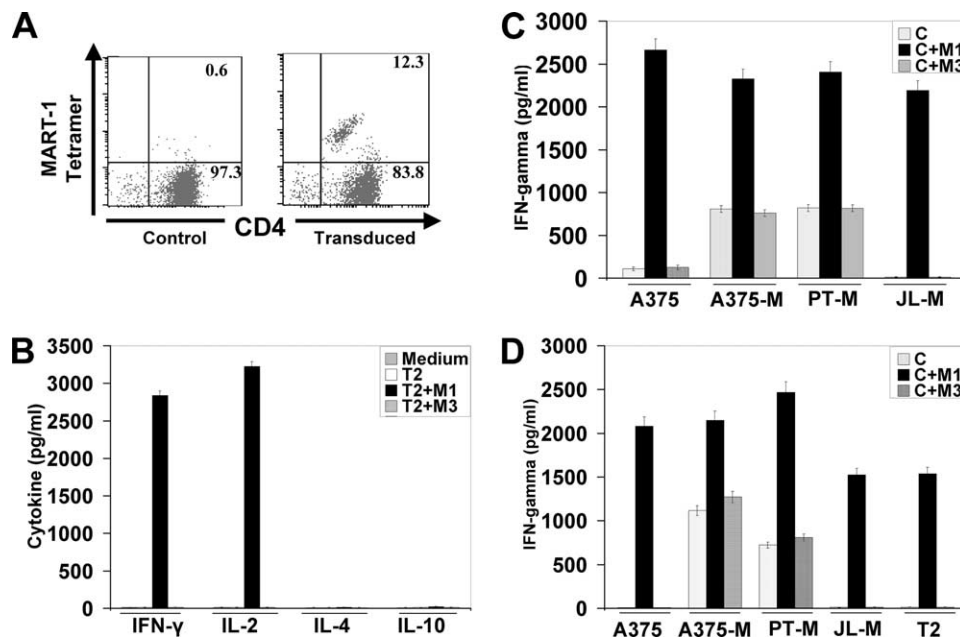 A
MART-1
Tetramer
0.6
97.3
12.3
83.8
CD4
Control
Transduced
B
Cytokine (pg/ml)
3500
3000
2500
2000
1500
1000
500
0
Medium
T2
T2+M1
T2+M3
IFN-γ
IL-2
IL-4
IL-10
C
IFN-gamma (pg/ml)
3000
2500
2000
1500
1000
500
0
C
C+M1
C+M3
A375
A375-M
PT-M
JL-M
D
IFN-gamma (pg/ml)
3000
2500
2000
1500
1000
500
0
C
C+M1
C+M3
A375
A375-M
PT-M
JL-M
T2